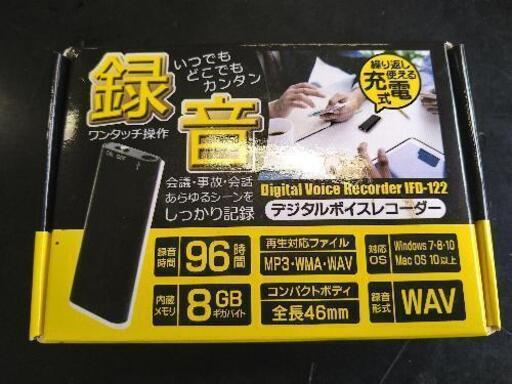 録音
いつでも
どこでも
カンタン
ワンタッチ操作
繰り返し
使える
充電式
会議・事故・会話
あらゆるシーンを
しっかり記録
Digital Voice Recorder IFD-122
デジタルボイスレコーダー
録音時間 96時間
再生対応ファイル
MP3・WMA・WAV
対応OS
Windows 7・8・10
Mac OS 10以上
内蔵メモリ 8GB ギガバイト
コンパクトボディ
全長46mm
録音形式 WAV